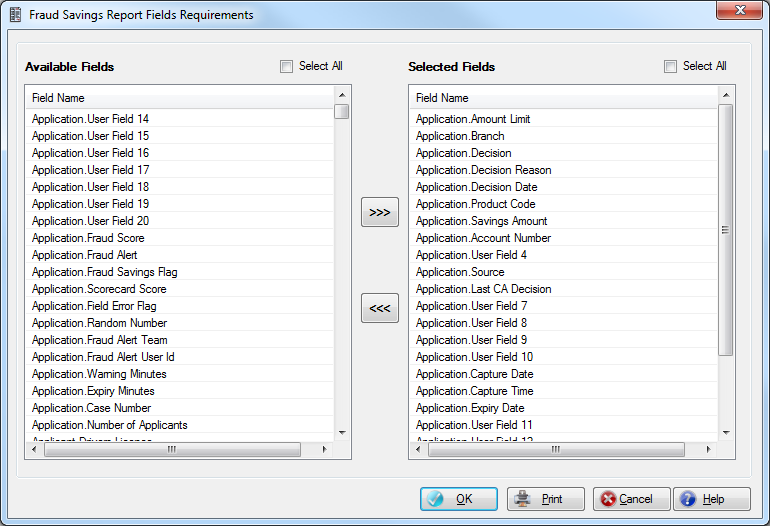 Fraud Savings Report Fields Requirements
Available Fields
Select All
Field Name
Application.User Field 14
Application.User Field 15
Application.User Field 16
Application.User Field 17
Application.User Field 18
Application.User Field 19
Application.User Field 20
Application.Fraud Score
Application.Fraud Alert
Application.Fraud Savings Flag
Application.Scorecard Score
Application.Field Error Flag
Application.Random Number
Application.Fraud Alert Team
Application.Fraud Alert User Id
Application.Warning Minutes
Application.Expiry Minutes
Application.Case Number
Application.Number of Applicants
Applicant.Drivers Licence
>>>
<<<
Selected Fields
Select All
Field Name
Application.Amount Limit
Application.Branch
Application.Decision
Application.Decision Reason
Application.Decision Date
Application.Product Code
Application.Savings Amount
Application.Account Number
Application.User Field 4
Application.Source
Application.Last CA Decision
Application.User Field 7
Application.User Field 8
Application.User Field 9
Application.User Field 10
Application.Capture Date
Application.Capture Time
Application.Expiry Date
Application.User Field 11
Application.User Field 12
OK
Print
Cancel
Help